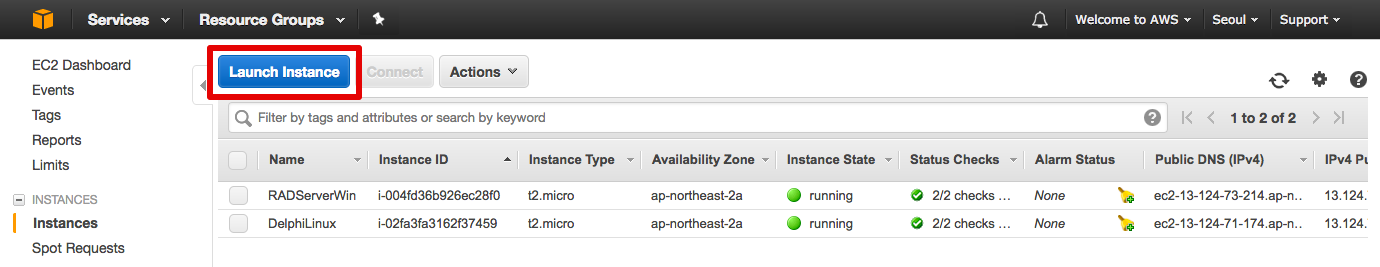 Services Resource Groups Welcome to AWS Seoul Support
EC2 Dashboard
Events
Tags
Reports
Limits
INSTANCES
Instances
Spot Requests
Launch Instance Connect Actions
Filter by tags and attributes or search by keyword 1 to 2 of 2
Name Instance ID Instance Type Availability Zone Instance State Status Checks Alarm Status Public DNS (IPv4) IPv4 Pu
RADServerWin i-004fd36b926ec28f0 t2.micro ap-northeast-2a running 2/2 checks ... None ec2-13-124-73-214.ap-n... 13.124.
DelphiLinux i-02fa3fa3162f37459 t2.micro ap-northeast-2a running 2/2 checks ... None ec2-13-124-71-174.ap-n... 13.124.